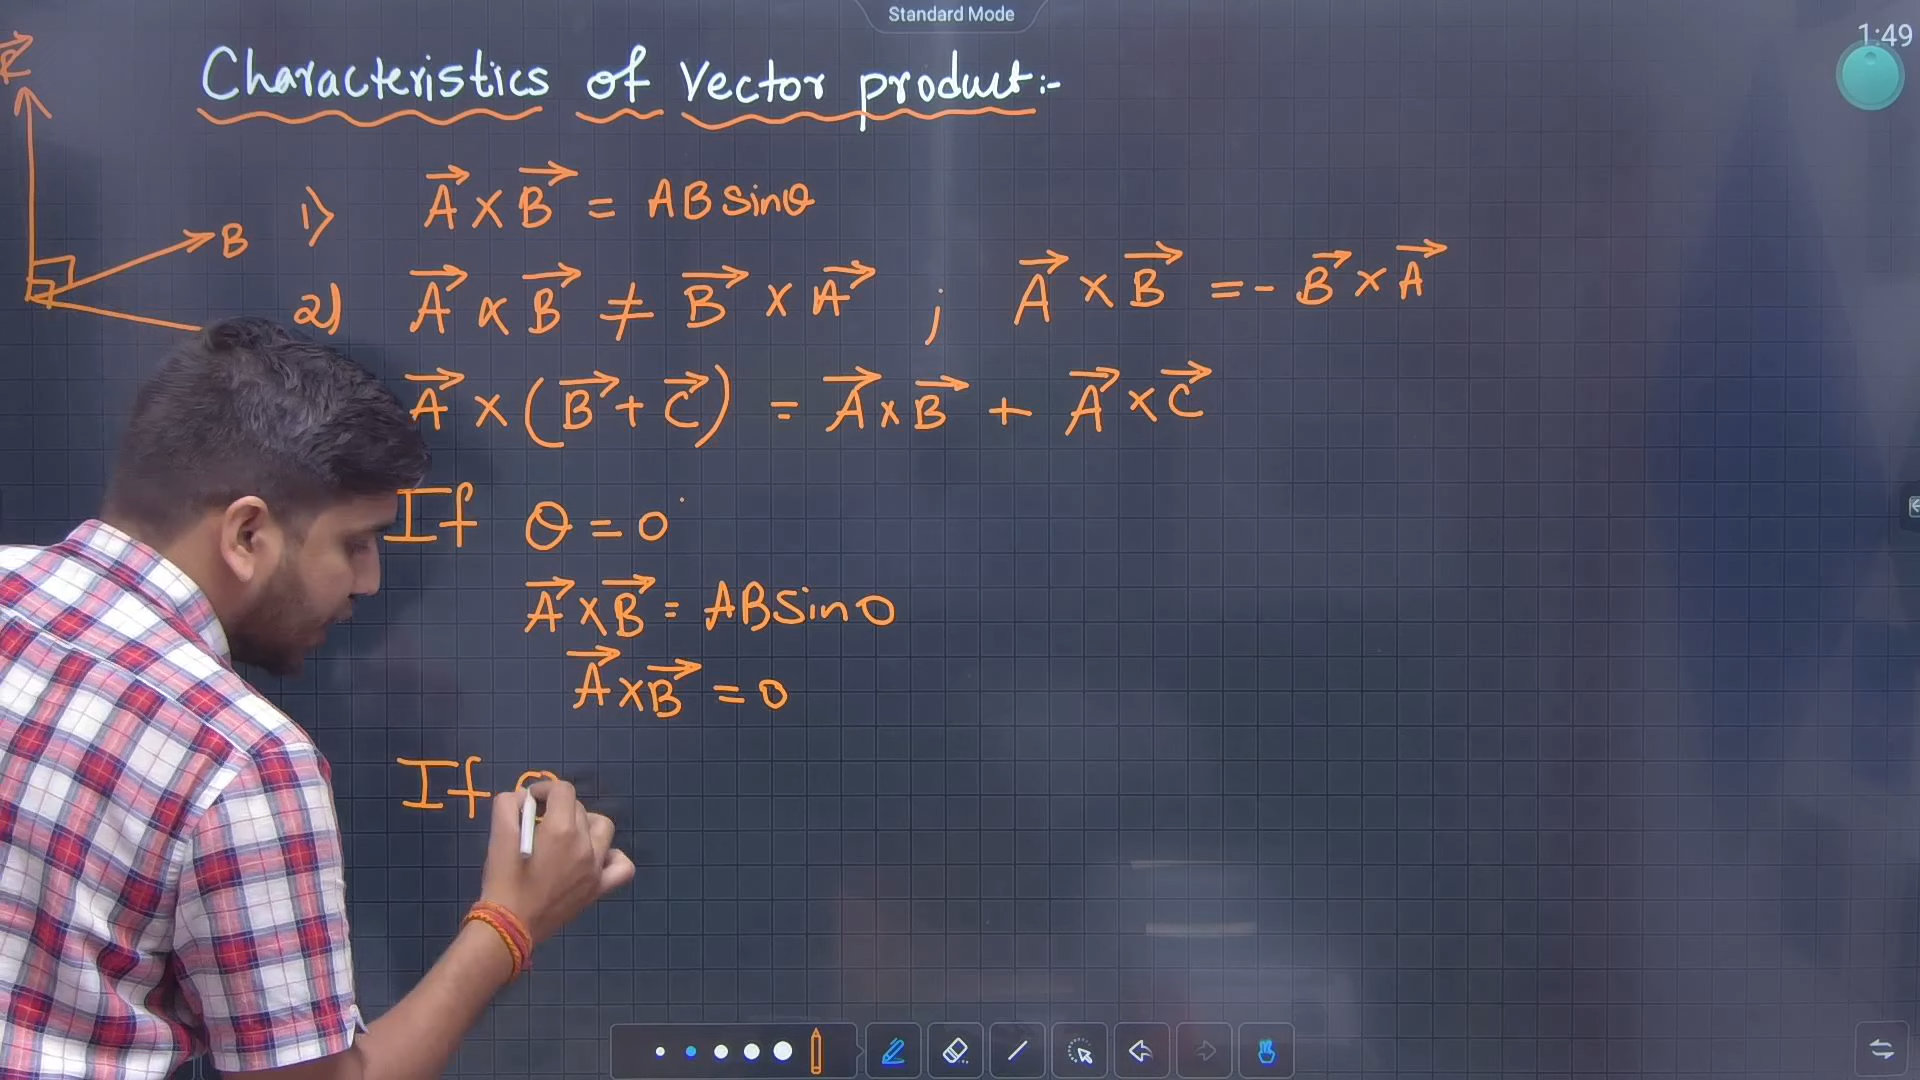 Standard Mode
1:49
Characteristics of Vector product:-
R⃗
B
1) A⃗ × B⃗ = AB Sinθ
2) A⃗ × B⃗ ≠ B⃗ × A⃗ ; A⃗ × B⃗ = - B⃗ × A⃗
A⃗ × (B⃗ + C⃗) = A⃗ × B⃗ + A⃗ × C⃗
If θ = 0°
A⃗ × B⃗ = AB Sin 0
A⃗ × B⃗ = 0
If θ